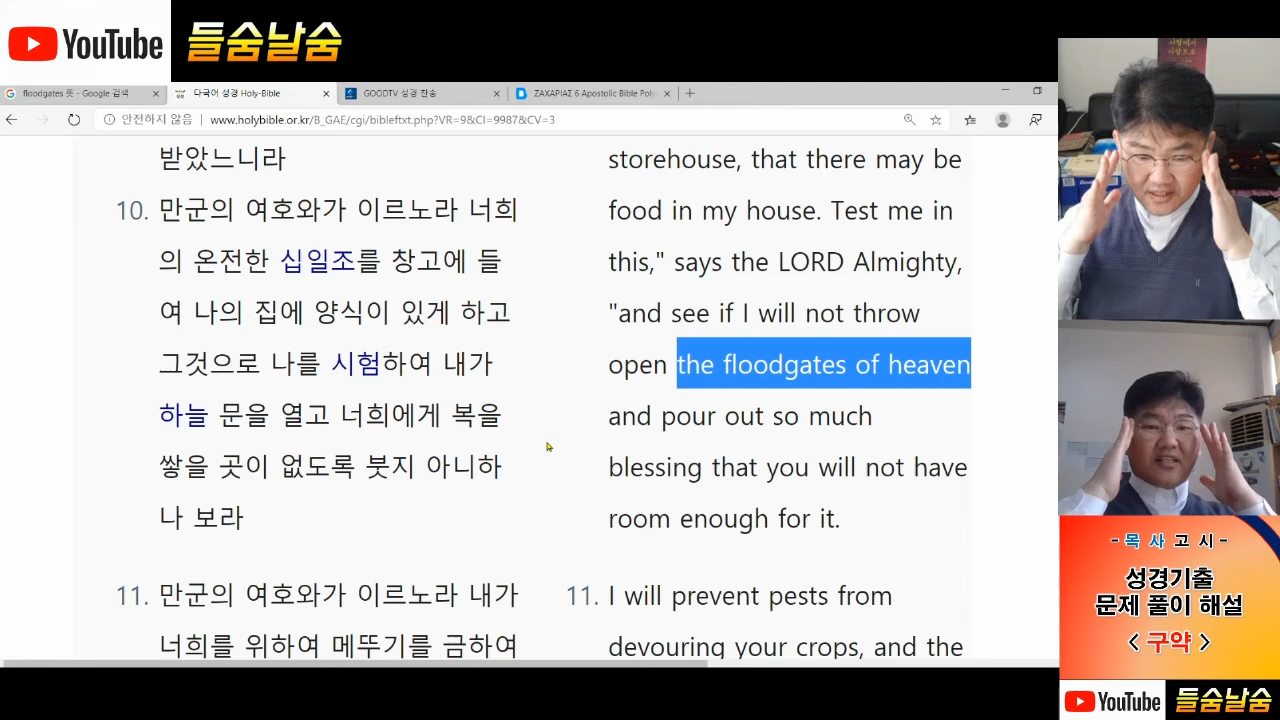 YouTube 들숨날숨
floodgates 뜻 - Google 검색
다국어 성경 Holy-Bible
GOODTV 성경 찬송
ΖΑΧΑΡΙΑΣ 6 Apostolic Bible Poly
안전하지 않음
www.holybible.or.kr/B_GAE/cgi/bibleftxt.php?VR=9&CI=9987&CV=3
받았느니라
10. 만군의 여호와가 이르노라 너희
의 온전한 십일조를 창고에 들
여 나의 집에 양식이 있게 하고
그것으로 나를 시험하여 내가
하늘 문을 열고 너희에게 복을
쌓을 곳이 없도록 붓지 아니하
나 보라
11. 만군의 여호와가 이르노라 내가
너희를 위하여 메뚜기를 금하여
storehouse, that there may be
food in my house. Test me in
this," says the LORD Almighty,
"and see if I will not throw
open the floodgates of heaven
and pour out so much
blessing that you will not have
room enough for it.
11. I will prevent pests from
devouring your crops, and the
사랑에서
사랑으로
- 목 사 고 시 -
성경기출
문제 풀이 해설
< 구약 >
YouTube 들숨날숨